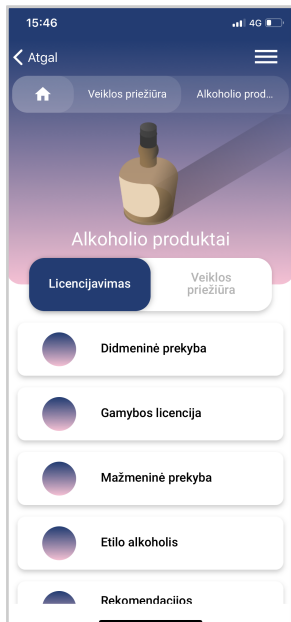 15:46
4G
Atgal
Veiklos priežiūra
Alkoholio prod...
Alkoholio produktai
Licencijavimas
Veiklos
priežiūra
Didmeninė prekyba
Gamybos licencija
Mažmeninė prekyba
Etilo alkoholis
Rekomendacijos